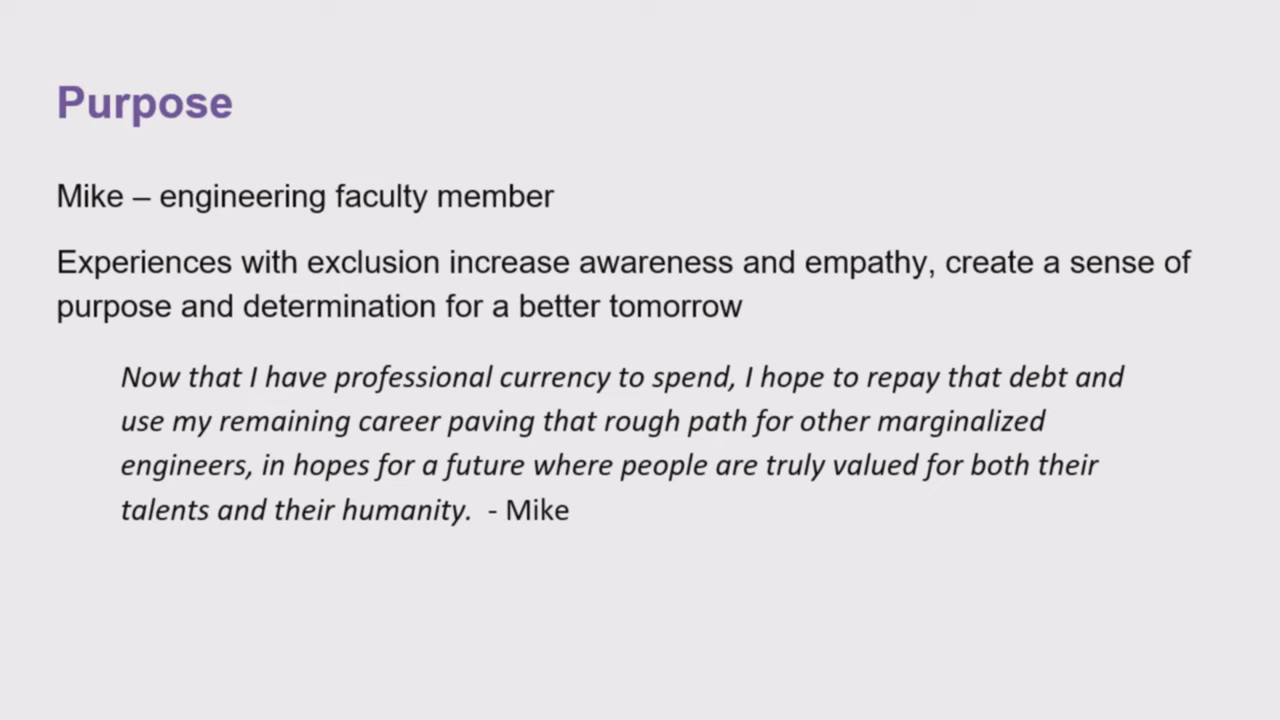 Purpose
Mike – engineering faculty member
Experiences with exclusion increase awareness and empathy, create a sense of
purpose and determination for a better tomorrow
Now that I have professional currency to spend, I hope to repay that debt and
use my remaining career paving that rough path for other marginalized
engineers, in hopes for a future where people are truly valued for both their
talents and their humanity.  - Mike